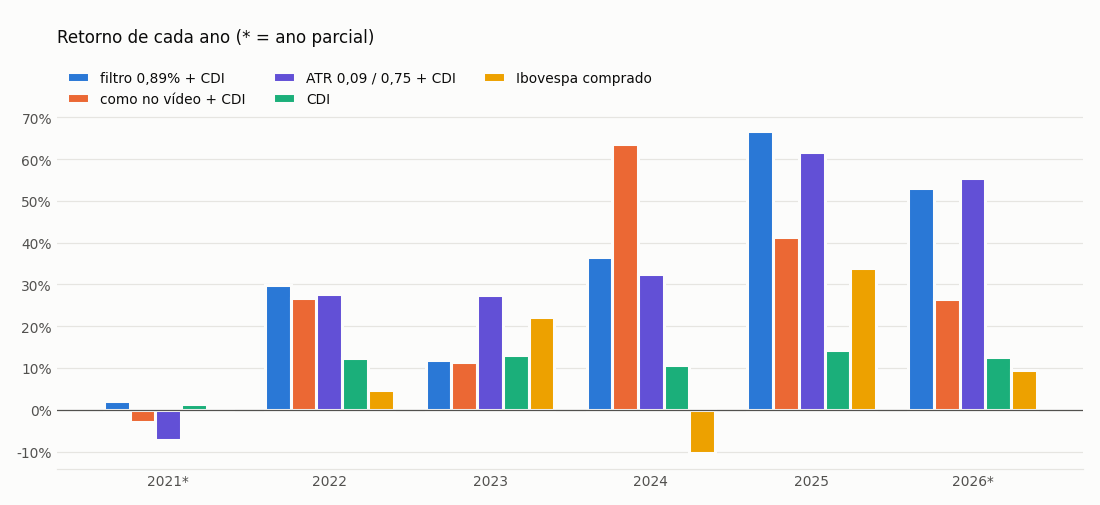 Retorno de cada ano (* = ano parcial)
filtro 0,89% + CDI
ATR 0,09 / 0,75 + CDI
Ibovespa comprado
como no vídeo + CDI
CDI
70%
60%
50%
40%
30%
20%
10%
0%
-10%
2021*
2022
2023
2024
2025
2026*